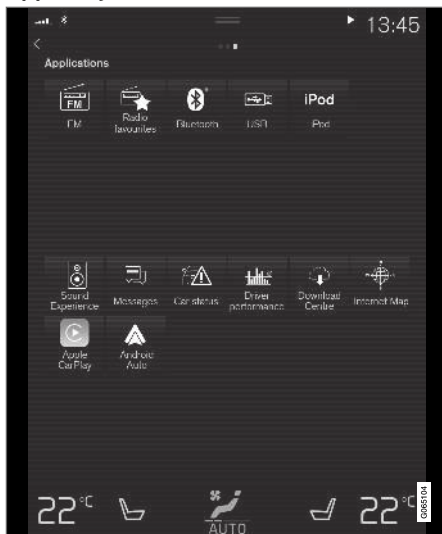 13:45
Applications
FM
iPod
FM
Radio
favourites
Bluetooth
USB
iPod
Sound
Experience
Messages
Car status
Driver
performance
Download
Centre
Internet Map
Apple
CarPlay
Android
Auto
22°C
22°C
AUTO
G065104